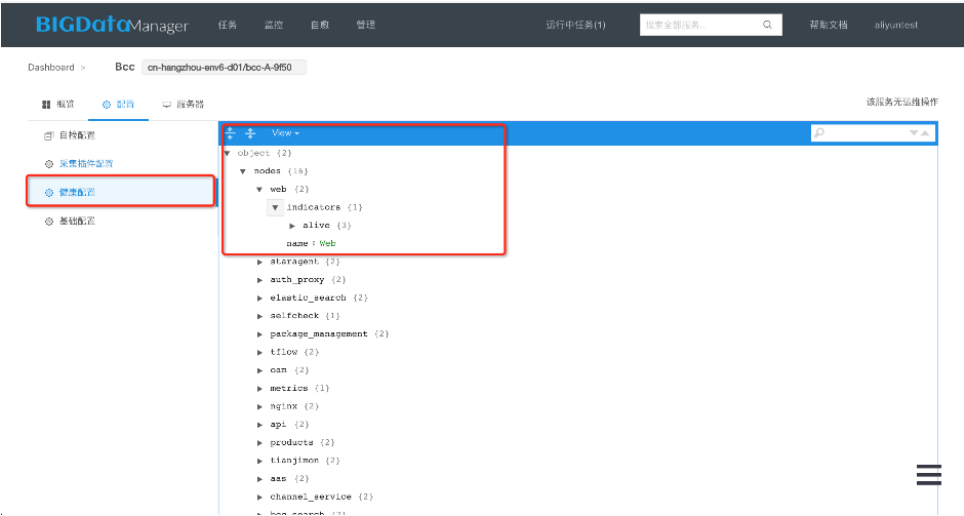 BIGDataManager 任务 监控 自愈 管理 运行中任务(1) 搜索全部服务... 帮助文档 aliyuntest
Dashboard > Bcc cn-hangzhou-env6-d01/bcc-A-9f50
概览 配置 服务器 该服务无运维操作
自检配置
采集插件配置
健康配置
基础配置
View
object {2}
nodes {16}
web {2}
indicators {1}
alive {3}
name : Web
staragent {2}
auth_proxy {2}
elastic_search {2}
selfcheck {1}
package_management {2}
tflow {2}
oam {2}
metrics {1}
nginx {2}
api {2}
products {2}
tianjimon {2}
aas {2}
channel_service {2}